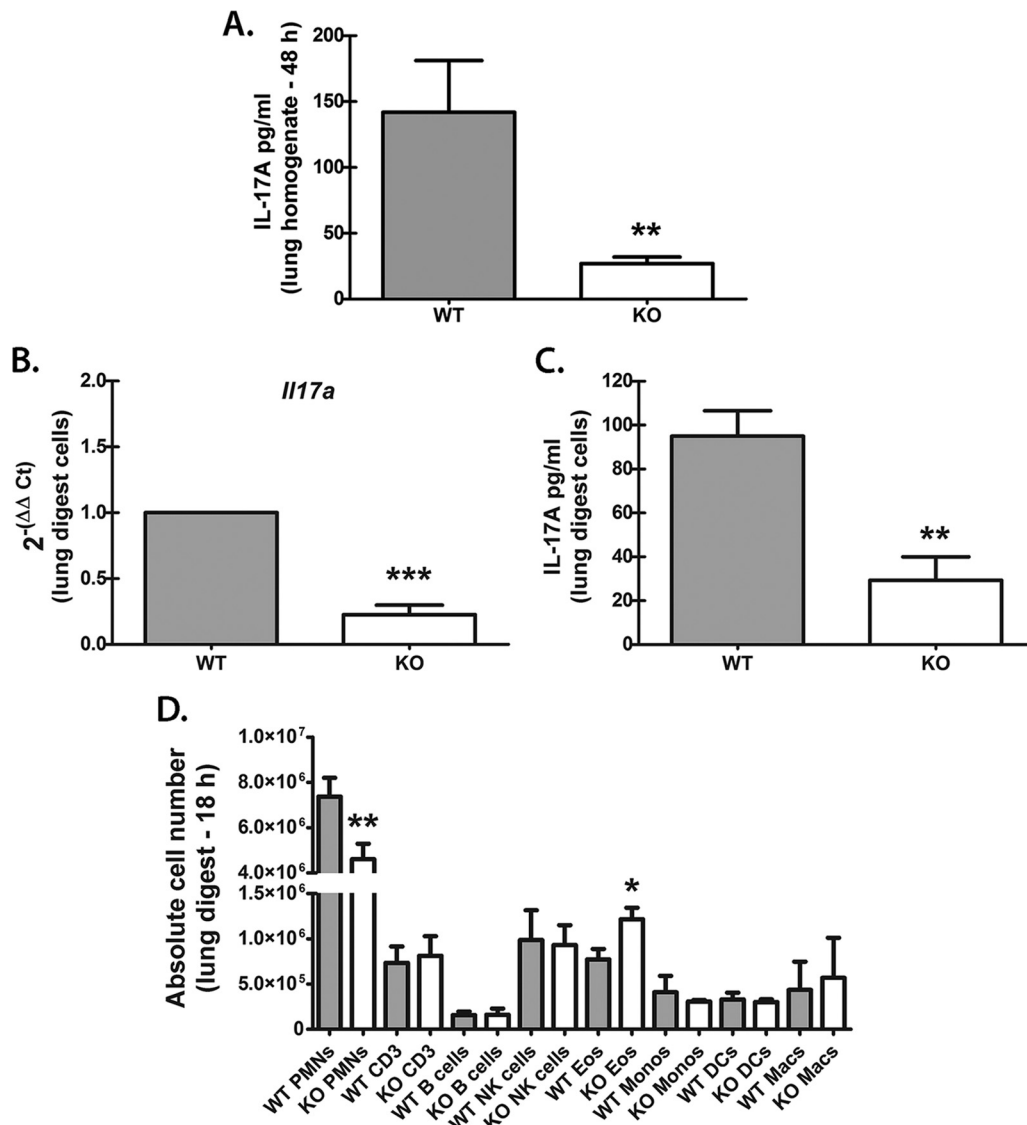 A.
IL-17A pg/ml
(lung homogenate - 48 h)
200
150
100
50
0
**
WT
KO
B.
Il17a
2^-(ΔΔ Ct)
(lung digest cells)
2.0
1.5
1.0
0.5
0.0
***
WT
KO
C.
IL-17A pg/ml
(lung digest cells)
120
100
80
60
40
20
0
**
WT
KO
D.
Absolute cell number
(lung digest - 18 h)
1.0×10⁷
8.0×10⁶
6.0×10⁶
4.0×10⁶
1.5×10⁶
1.0×10⁶
5.0×10⁵
0
**
*
WT PMNs
KO PMNs
WT CD3
KO CD3
WT B cells
KO B cells
WT NK cells
KO NK cells
WT Eos
KO Eos
WT Monos
KO Monos
WT DCs
KO DCs
WT Macs
KO Macs